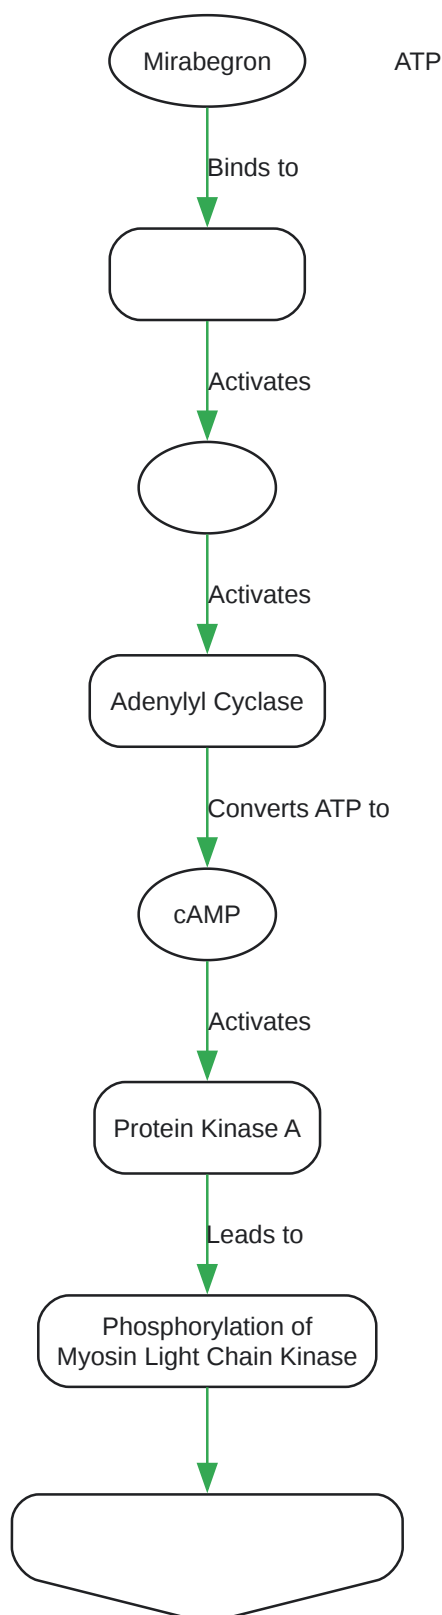 Mirabegron
ATP
Binds to
Activates
Activates
Adenylyl Cyclase
Converts ATP to
cAMP
Activates
Protein Kinase A
Leads to
Phosphorylation of
Myosin Light Chain Kinase